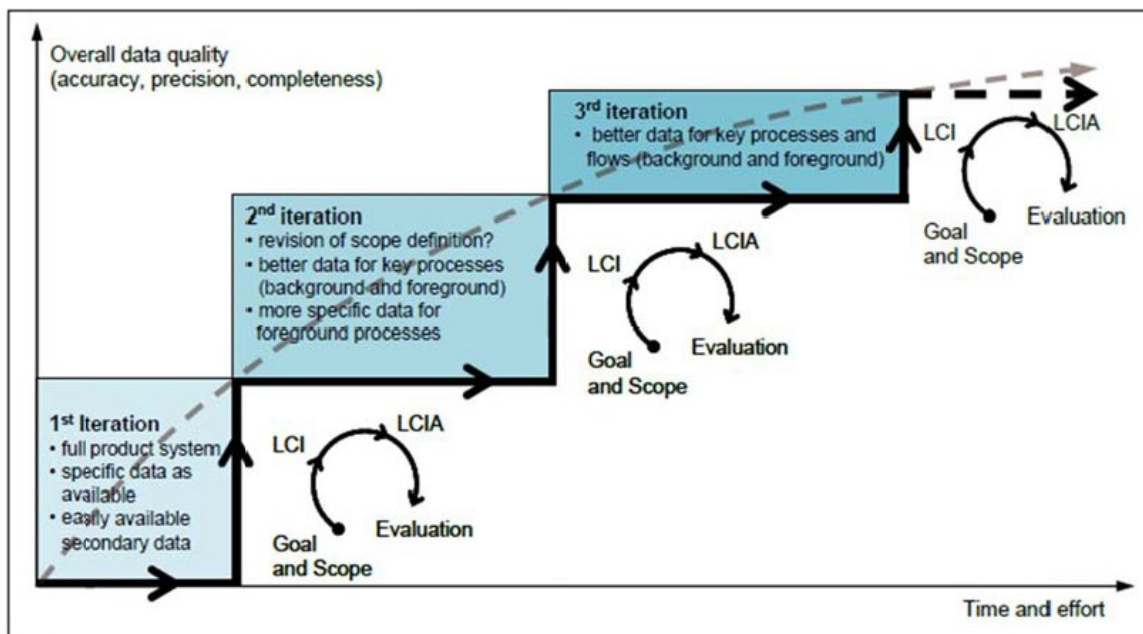 Overall data quality
(accuracy, precision, completeness)
3rd iteration
• better data for key processes and
flows (background and foreground)
LCI
LCIA
Goal
and Scope
Evaluation
2nd iteration
• revision of scope definition?
• better data for key processes
(background and foreground)
• more specific data for
foreground processes
LCI
LCIA
Goal
and Scope
Evaluation
1st Iteration
• full product system
• specific data as
available
• easily available
secondary data
LCI
LCIA
Goal
and Scope
Evaluation
Time and effort